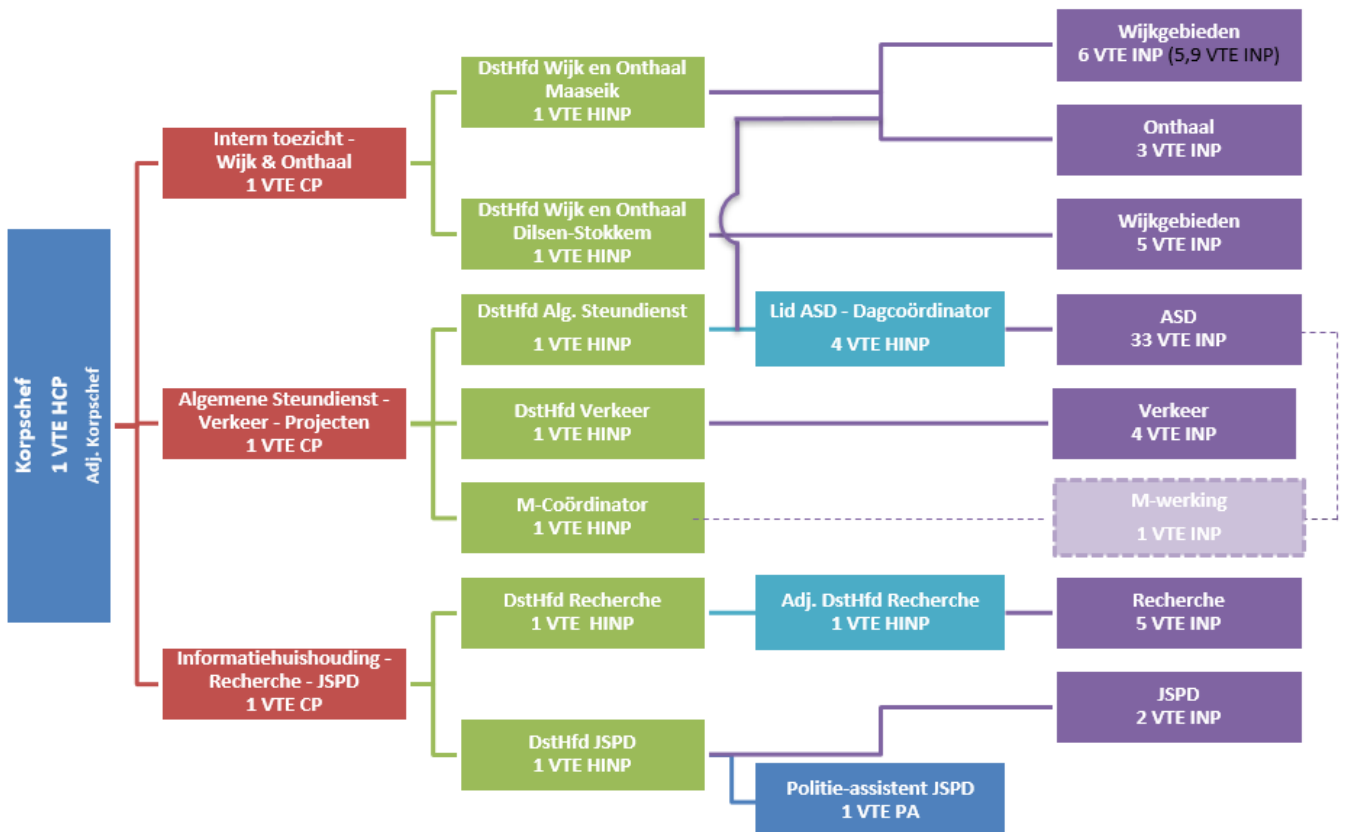 Korpschef
1 VTE HCP
Adj. Korpschef
Intern toezicht -
Wijk & Onthaal
1 VTE CP
Algemene Steundienst -
Verkeer - Projecten
1 VTE CP
Informatiehuishouding -
Recherche - JSPD
1 VTE CP
DstHfd Wijk en Onthaal
Maaseik
1 VTE HINP
DstHfd Wijk en Onthaal
Dilsen-Stokkem
1 VTE HINP
DstHfd Alg. Steundienst
1 VTE HINP
DstHfd Verkeer
1 VTE HINP
M-Coördinator
1 VTE HINP
DstHfd Recherche
1 VTE HINP
DstHfd JSPD
1 VTE HINP
Lid ASD - Dagcoördinator
4 VTE HINP
Adj. DstHfd Recherche
1 VTE HINP
Politie-assistent JSPD
1 VTE PA
Wijkgebieden
6 VTE INP (5,9 VTE INP)
Onthaal
3 VTE INP
Wijkgebieden
5 VTE INP
ASD
33 VTE INP
Verkeer
4 VTE INP
M-werking
1 VTE INP
Recherche
5 VTE INP
JSPD
2 VTE INP